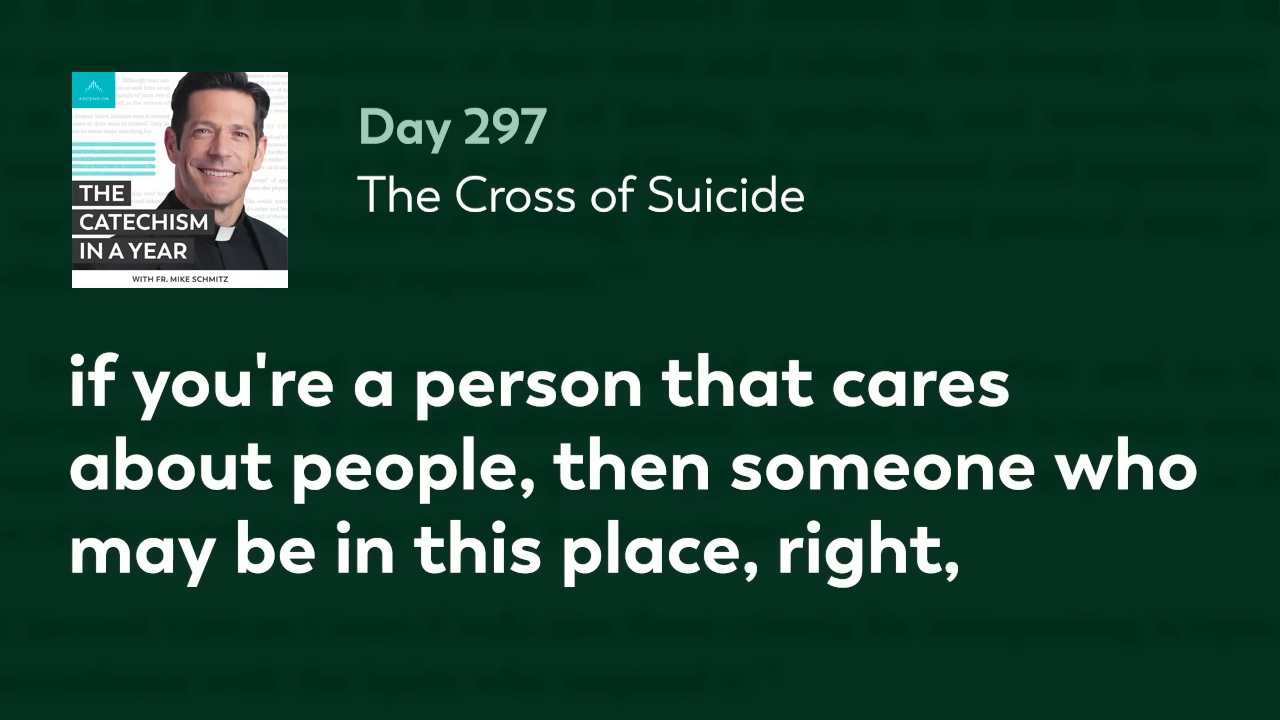 ASCENSION
THE
CATECHISM
IN A YEAR
WITH FR. MIKE SCHMITZ
Day 297
The Cross of Suicide
if you're a person that cares
about people, then someone who
may be in this place, right,